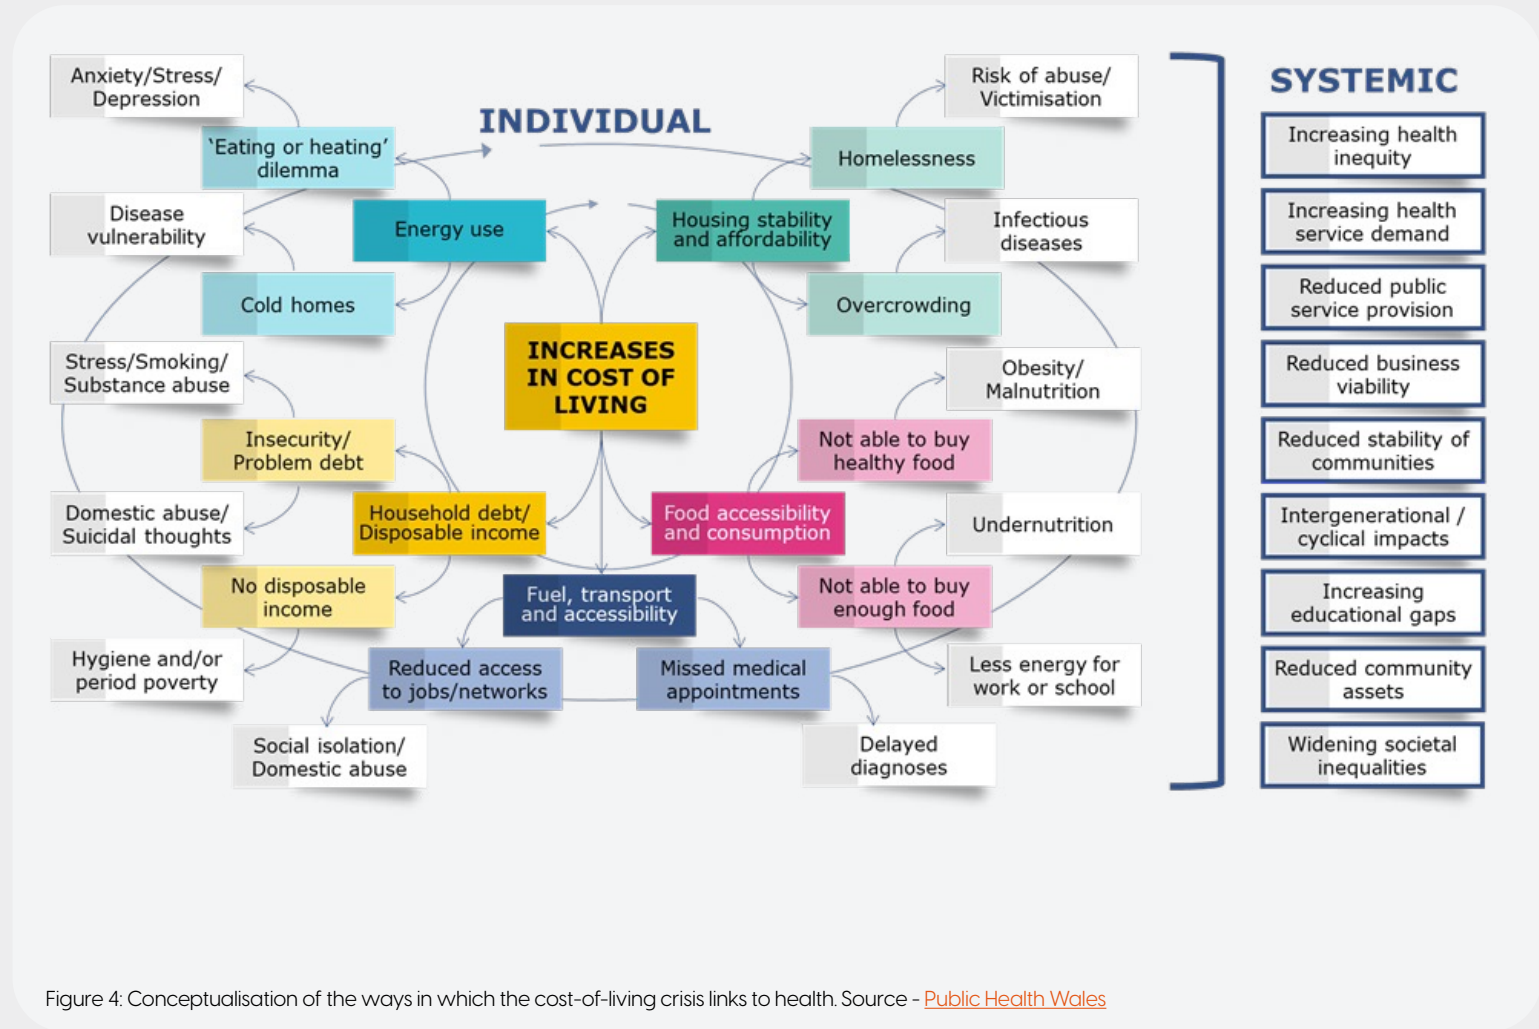 INDIVIDUAL
SYSTEMIC
Anxiety/Stress/
Depression
‘Eating or heating’
dilemma
Disease
vulnerability
Energy use
Cold homes
Housing stability
and affordability
Homelessness
Risk of abuse/
Victimisation
Infectious
diseases
Overcrowding
INCREASES
IN COST OF
LIVING
Stress/Smoking/
Substance abuse
Insecurity/
Problem debt
Domestic abuse/
Suicidal thoughts
Household debt/
Disposable income
No disposable
income
Hygiene and/or
period poverty
Food accessibility
and consumption
Not able to buy
healthy food
Obesity/
Malnutrition
Undernutrition
Not able to buy
enough food
Less energy for
work or school
Fuel, transport
and accessibility
Reduced access
to jobs/networks
Missed medical
appointments
Social isolation/
Domestic abuse
Delayed
diagnoses
Increasing health
inequity
Increasing health
service demand
Reduced public
service provision
Reduced business
viability
Reduced stability of
communities
Intergenerational /
cyclical impacts
Increasing
educational gaps
Reduced community
assets
Widening societal
inequalities
Figure 4: Conceptualisation of the ways in which the cost-of-living crisis links to health. Source - Public Health Wales